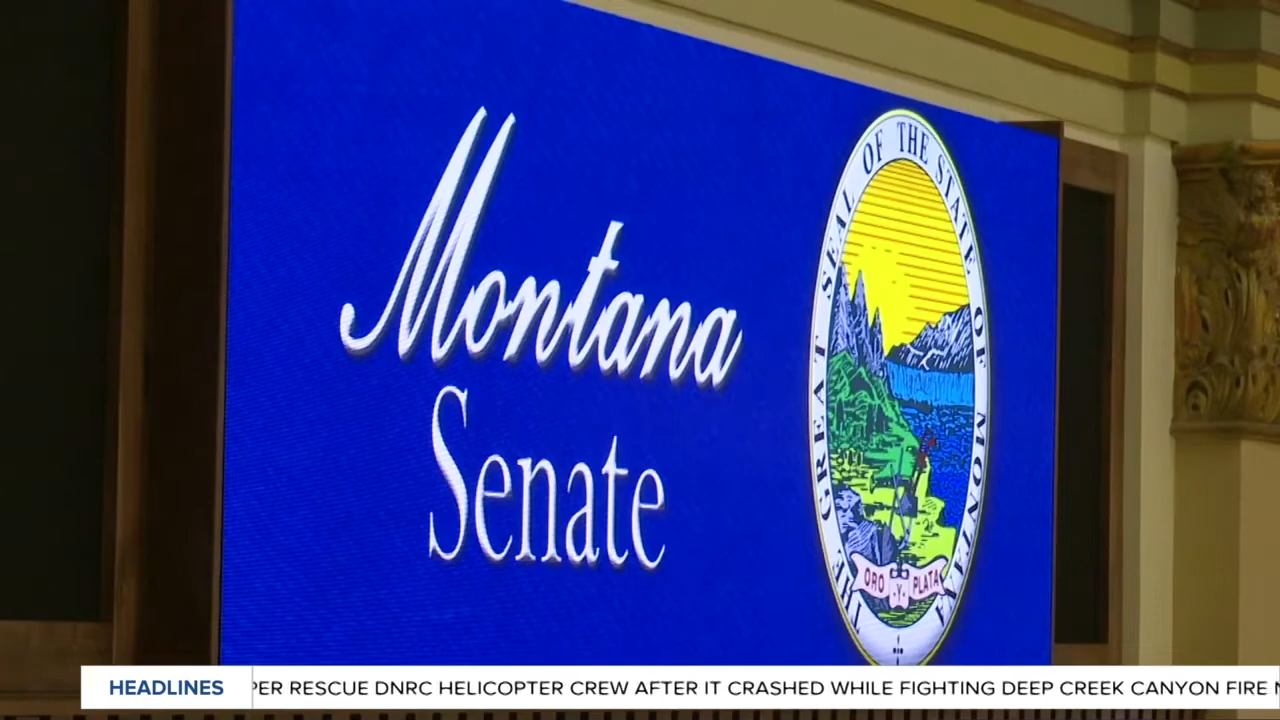 Montana
Senate
THE GREAT SEAL OF THE STATE OF MONTANA
ORO Y PLATA
HEADLINES
RESCUE DNRC HELICOPTER CREW AFTER IT CRASHED WHILE FIGHTING DEEP CREEK CANYON FIRE